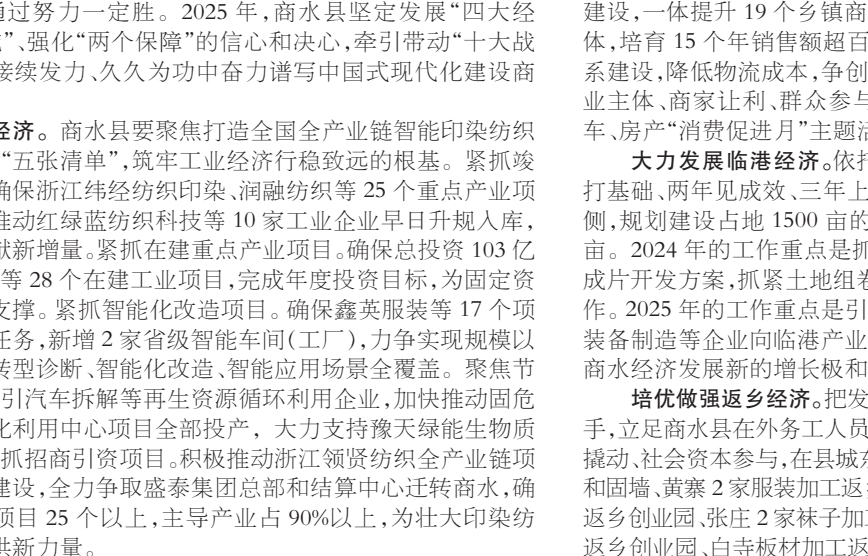 通过努力一定胜。2025 年,商水县坚定发展“四大经
”、强化“两个保障”的信心和决心,牵引带动“十大战
接续发力、久久为功中奋力谱写中国式现代化建设商
经济。商水县要聚焦打造全国全产业链智能印染纺织
“五张清单”,筑牢工业经济行稳致远的根基。紧抓竣
确保浙江纬经纺织印染、润融纺织等 25 个重点产业项
推动红绿蓝纺织科技等 10 家工业企业早日升规入库,
献新增量。紧抓在建重点产业项目。确保总投资 103 亿
等 28 个在建工业项目,完成年度投资目标,为固定资
支撑。紧抓智能化改造项目。确保鑫英服装等 17 个项
任务,新增 2 家省级智能车间(工厂),力争实现规模以
转型诊断、智能化改造、智能应用场景全覆盖。聚焦节
引汽车拆解等再生资源循环利用企业,加快推动固危
化利用中心项目全部投产,大力支持豫天绿能生物质
抓招商引资项目。积极推动浙江领贤纺织全产业链项
建设,全力争取盛泰集团总部和结算中心迁转商水,确
项目 25 个以上,主导产业占 90%以上,为壮大印染纺
供新力量。
建设,一体提升 19 个乡镇商
体,培育 15 个年销售额超百
系建设,降低物流成本,争创
业主体、商家让利、群众参与
车、房产“消费促进月”主题活
大力发展临港经济。依托
打基础、两年见成效、三年上
侧,规划建设占地 1500 亩的
亩。2024 年的工作重点是抓
成片开发方案,抓紧土地组卷
作。2025 年的工作重点是引
装备制造等企业向临港产业
商水经济发展新的增长极和
培优做强返乡经济。把发
手,立足商水县在外务工人员
撬动、社会资本参与,在县城东
和固墙、黄寨 2 家服装加工返乡
返乡创业园、张庄 2 家袜子加工
返乡创业园、白寺板材加工返